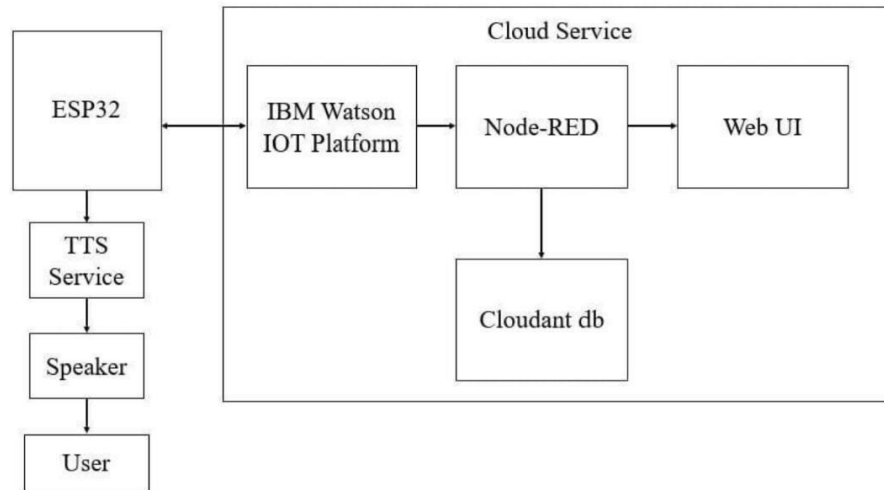 Cloud Service
ESP32
IBM Watson
IOT Platform
Node-RED
Web UI
TTS
Service
Cloudant db
Speaker
User